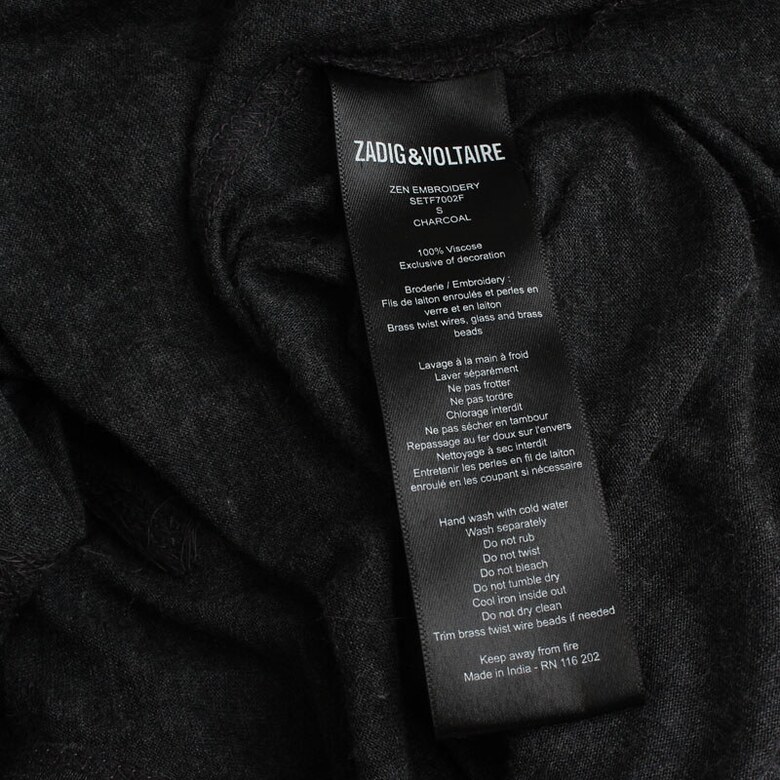 ZADIG&VOLTAIRE
ZEN EMBROIDERY
SETF7002F
S
CHARCOAL
100% Viscose
Exclusive of decoration
Broderie / Embroidery :
Fils de laiton enroulés et perles en
verre et en laiton
Brass twist wires, glass and brass
beads
Lavage à la main à froid
Laver séparément
Ne pas frotter
Ne pas tordre
Chlorage interdit
Ne pas sécher en tambour
Repassage au fer doux sur l'envers
Nettoyage à sec interdit
Entretenir les perles en fil de laiton
enroulé en les coupant si nécessaire
Hand wash with cold water
Wash separately
Do not rub
Do not twist
Do not bleach
Do not tumble dry
Cool iron inside out
Do not dry clean
Trim brass twist wire beads if needed
Keep away from fire
Made in India - RN 116 202